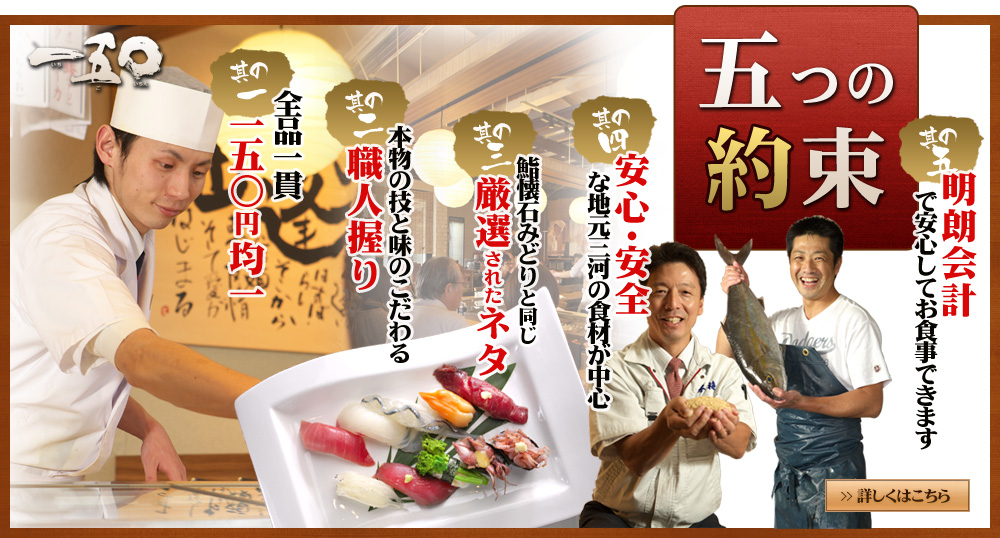 一五〇
五つの
約束
其の一
全品一貫
一五〇円均一
其の二
本物の技と味のこだわる
職人握り
其の三
鮨懐石みどりと同じ
厳選されたネタ
其の四
安心・安全
な地元三河の食材が中心
其の五
明朗会計
で安心してお食事できます
Dodgers
>> 詳しくはこちら